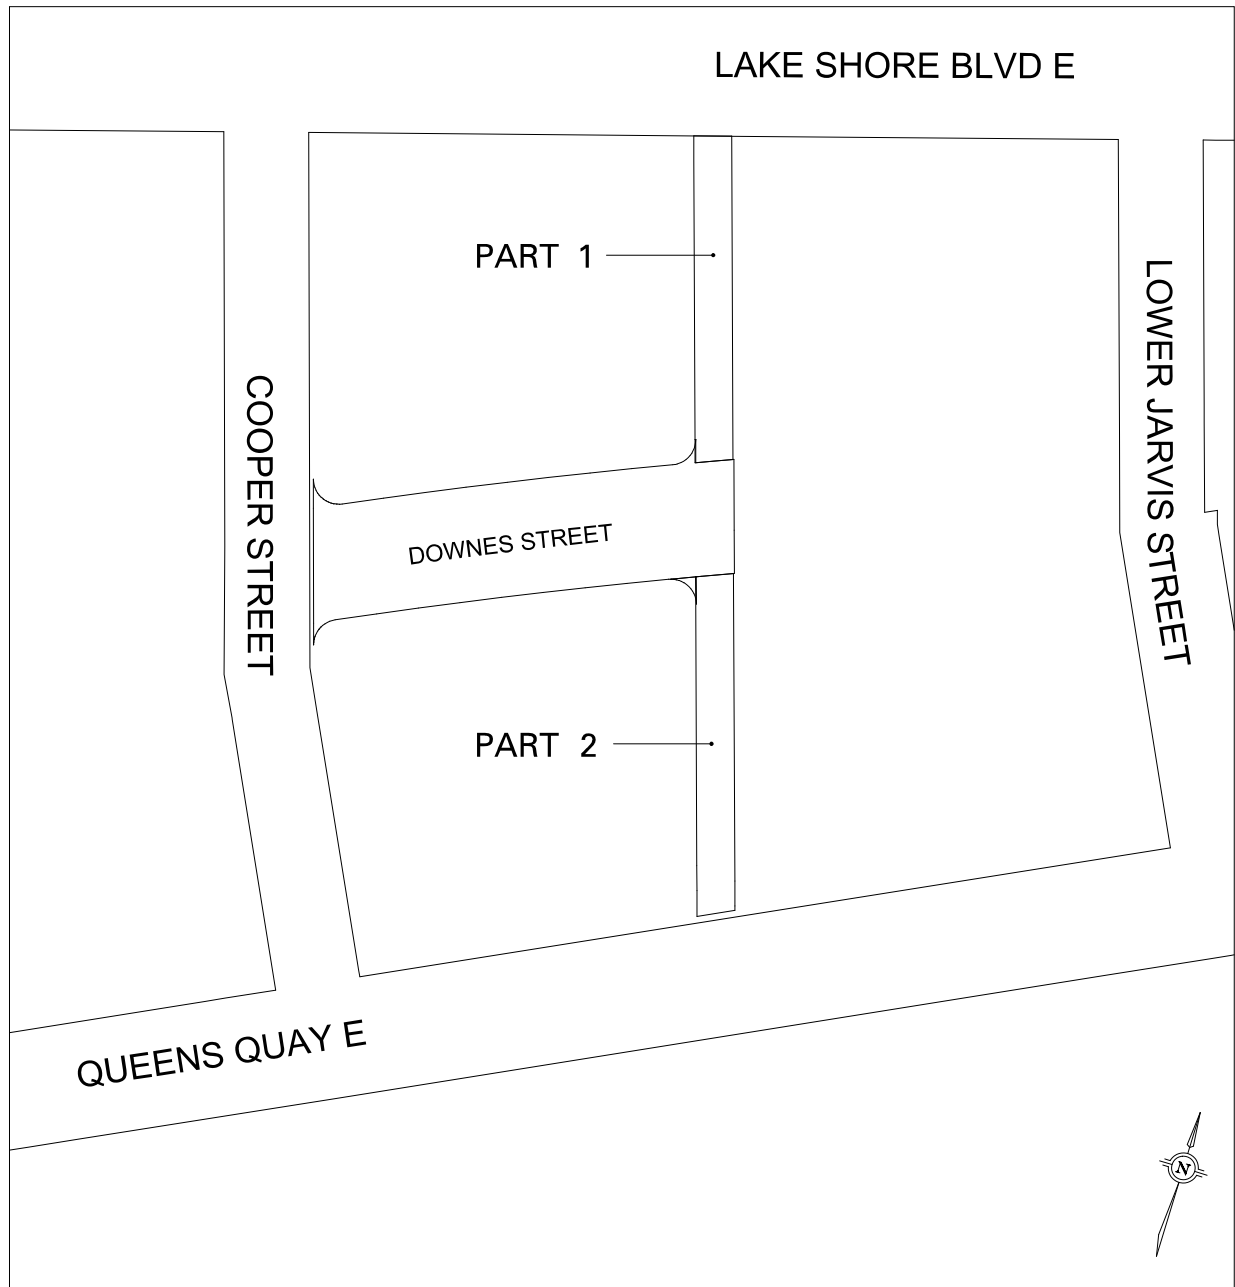 LAKE SHORE BLVD E
PART 1
LOWER JARVIS STREET
COOPER STREET
DOWNES STREET
PART 2
QUEENS QUAY E
N